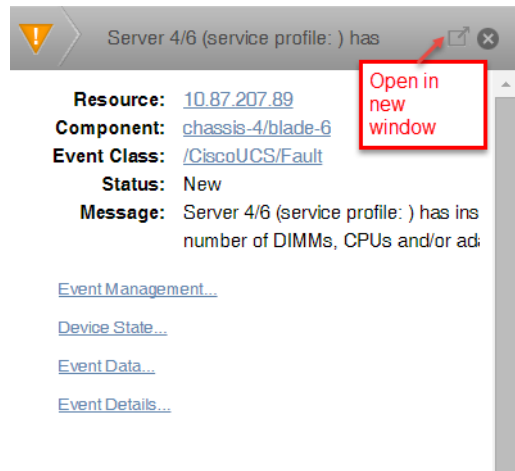 Server 4/6 (service profile: ) has
Open in
new
window
Resource: 10.87.207.89
Component: chassis-4/blade-6
Event Class: /CiscoUCS/Fault
Status: New
Message: Server 4/6 (service profile: ) has ins
number of DIMMs, CPUs and/or ada
Event Management...
Device State...
Event Data...
Event Details...